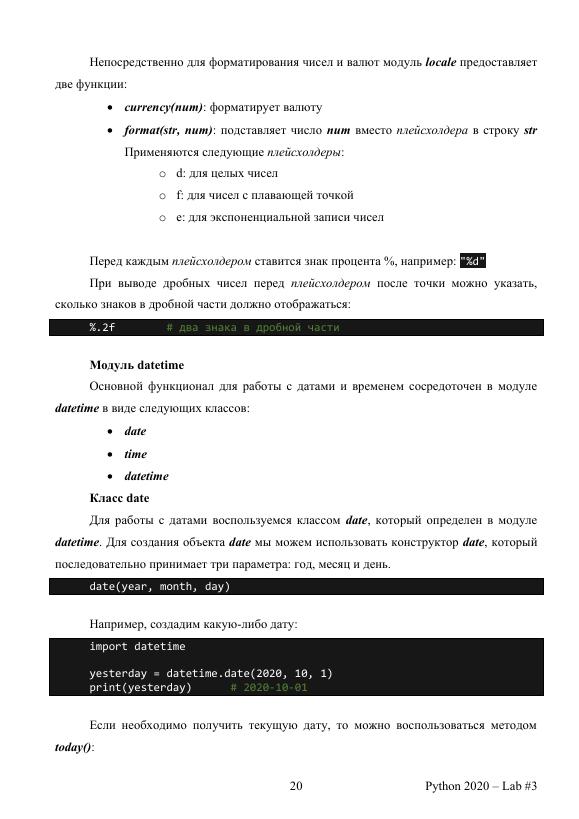 Непосредственно для форматирования чисел и валют модуль locale предоставляет
две функции:
• currency(num): форматирует валюту
• format(str, num): подставляет число num вместо плейсхолдера в строку str
Применяются следующие плейсхолдеры:
o d: для целых чисел
o f: для чисел с плавающей точкой
o e: для экспоненциальной записи чисел
Перед каждым плейсхолдером ставится знак процента %, например: "%d"
При выводе дробных чисел перед плейсхолдером после точки можно указать,
сколько знаков в дробной части должно отображаться:
%.2f # два знака в дробной части
Модуль datetime
Основной функционал для работы с датами и временем сосредоточен в модуле
datetime в виде следующих классов:
• date
• time
• datetime
Класс date
Для работы с датами воспользуемся классом date, который определен в модуле
datetime. Для создания объекта date мы можем использовать конструктор date, который
последовательно принимает три параметра: год, месяц и день.
date(year, month, day)
Например, создадим какую-либо дату:
import datetime
yesterday = datetime.date(2020, 10, 1)
print(yesterday) # 2020-10-01
Если необходимо получить текущую дату, то можно воспользоваться методом
today():
20 Python 2020 – Lab #3